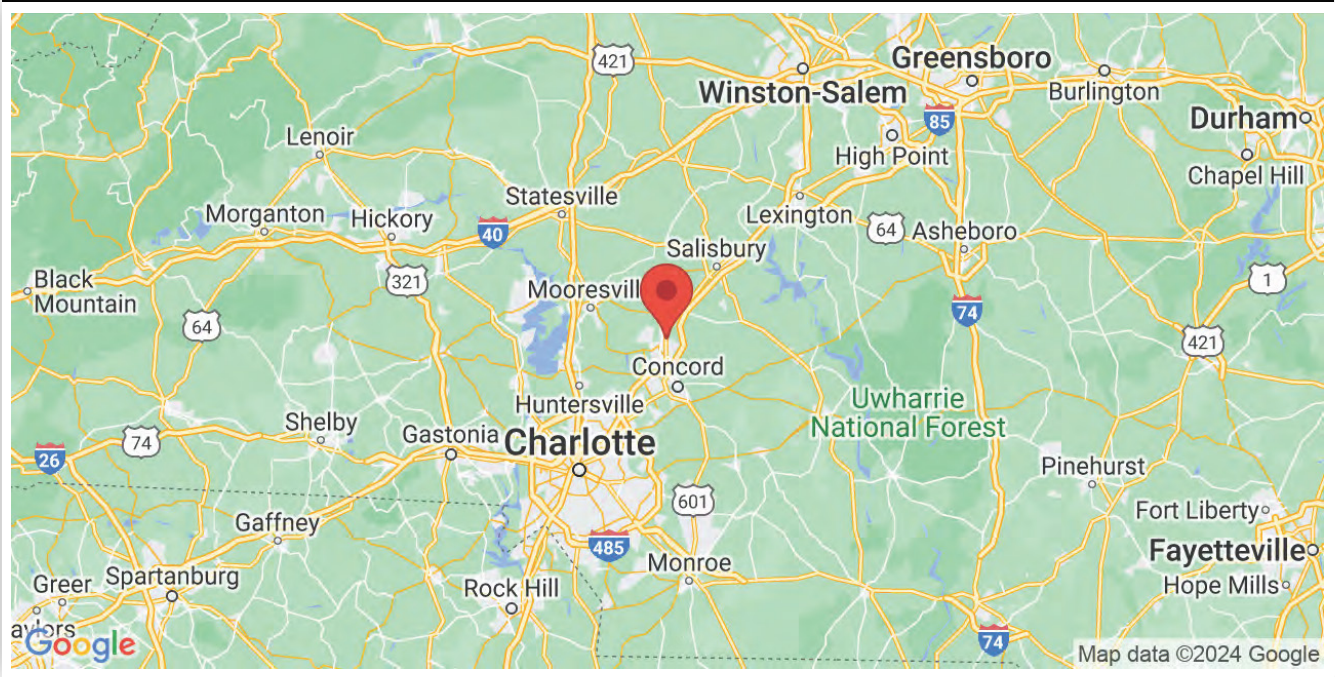 421
Greensboro
Winston-Salem
Burlington
85
Durham
High Point
Lenoir
Chapel Hill
Statesville
Lexington
Morganton
Hickory
40
64
Asheboro
Salisbury
Black
Mountain
321
Mooresvill
1
64
74
421
Concord
Huntersville
Uwharrie
National Forest
Shelby
Gastonia
Charlotte
74
26
Pinehurst
601
Fort Liberty
Gaffney
485
Fayetteville
Monroe
Greer
Spartanburg
Rock Hill
Hope Mills
aylors
74
Google
Map data ©2024 Google